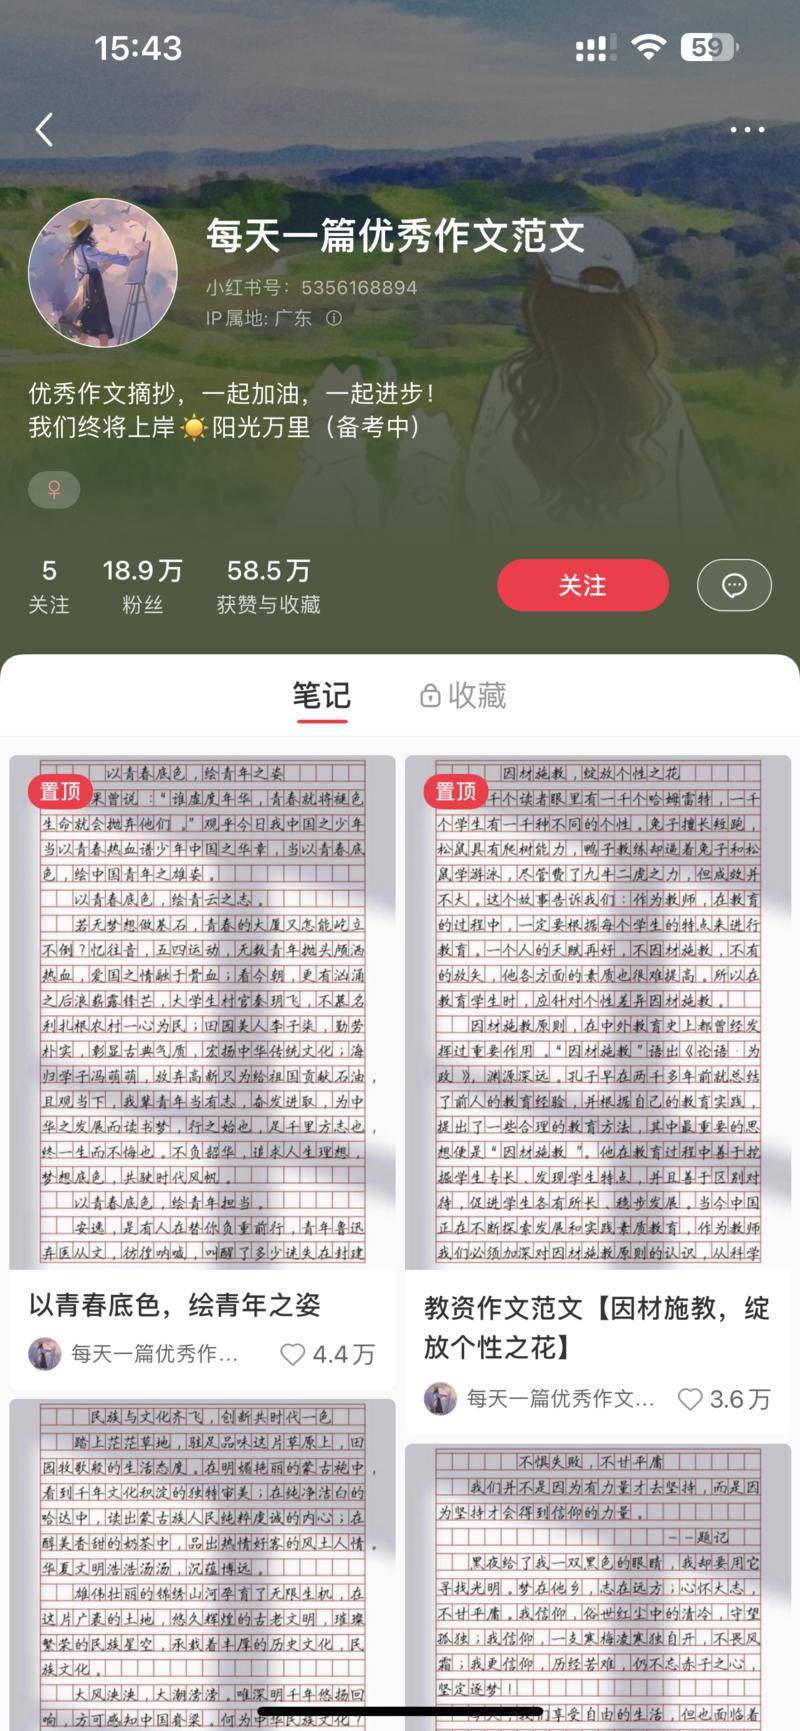 15:43
59
每天一篇优秀作文范文
小红书号：5356168894
IP属地：广东
优秀作文摘抄，一起加油，一起进步！
我们终将上岸☀️阳光万里（备考中）
♀
5
关注
18.9万
粉丝
58.5万
获赞与收藏
关注
笔记
收藏
置顶
以青春底色，绘青年之姿
果曾说：“谁虚度年华，青春就将褪色
生命就会抛弃他们。”观乎今日我中国之少年
当以青春热血谱少年中国之华章，当以青春底
色，绘中国青年之雄姿。
以青春底色，绘青云之志。
若无梦想做基石，青春的大厦又怎能屹立
不倒？忆往昔，五四运动，无数青年抛头颅洒
热血，爱国之情融于骨血；看今朝，更有汹涌
之后浪崭露锋芒，大学生村官秦玥飞，不慕名
利扎根农村一心为民；田园美人李子柒，勤劳
朴实，彰显古典气质，宏扬中华传统文化；海
归学子冯萌萌，放弃高新只为给祖国贡献石油，
且观当下，我辈青年当有志，奋发进取，为中
华之发展而读书梦，行之始也，足千里方志也，
终一生而不悔也。不负韶华，追求人生理想，
梦想底色，共驶时代风帆。
以青春底色，绘青年担当。
安逸，是有人在替你负重前行，青年鲁迅
弃医从文，彷徨呐喊，叫醒了多少迷失在封建
以青春底色，绘青年之姿
每天一篇优秀作...
4.4万
置顶
因材施教，绽放个性之花
千个读者眼里有一千个哈姆雷特，一千
个学生有一千种不同的个性。兔子擅长短跑，
松鼠具有爬树能力，鸭子教练却逼着兔子和松
鼠学游泳，尽管费了九牛二虎之力，但成效并
不大。这个故事告诉我们：作为教师，在教育
的过程中，一定要根据每个学生的特点来进行
教育。一个人的天赋再好，不因材施教，不有
的放矢，他各方面的素质也很难提高。所以在
教育学生时，应针对个性差异因材施教。
因材施教原则，在中外教育史上都曾经发
挥过重要作用。“因材施教”语出《论语·为
政》，渊源深远。孔子早在两千多年前就总结
了前人的教育经验，并根据自己的教育实践，
提出了一些合理的教育方法，其中最重要的思
想便是“因材施教”。他在教育过程中善于挖
掘学生专长、发现学生特点，并且善于区别对
待，促进学生各有所长、稳步发展。当今中国
正在不断探索发展和实践素质教育，作为教师
我们必须加深对因材施教原则的认识，从科学
教资作文范文【因材施教，绽
放个性之花】
每天一篇优秀作文...
3.6万
民族与文化齐飞，创新共时代一色
踏上茫茫草地，驻足品味这片草原上，田
园牧歌般的生活态度。在明媚艳丽的蒙古袍中，
看到千年文化积淀的独特审美；在纯净洁白的
哈达中，读出蒙古族人民纯粹虔诚的内心；在
醇美香甜的奶茶中，品出热情好客的风土人情。
华夏文明浩浩汤汤，沉蕴博远。
雄伟壮丽的锦绣山河孕育了无限生机，在
这片广袤的土地，悠久辉煌的古老文明，璀璨
繁荣的民族星空，承载着丰厚的历史文化，民
族文化。
大风泱泱，大潮滂滂。唯深明千年悠扬回
响，方可感知中国脊梁。何为中华民族文化？
不惧失败，不甘平庸
我们并不是因为有力量才去坚持，而是因
为坚持才会得到信仰的力量。
——题记
黑夜给了我一双黑色的眼睛，我却要用它
寻找光明。梦在他乡，志在远方；心怀大志，
不甘平庸。我信仰，俗世红尘中的清冷，守望
孤独；我信仰，一支寒梅凌寒独自开，不畏风
霜；我更信仰，历经苦难，仍不忘赤子之心，
坚定逐梦！
我们享受自由的生活，但也面临着